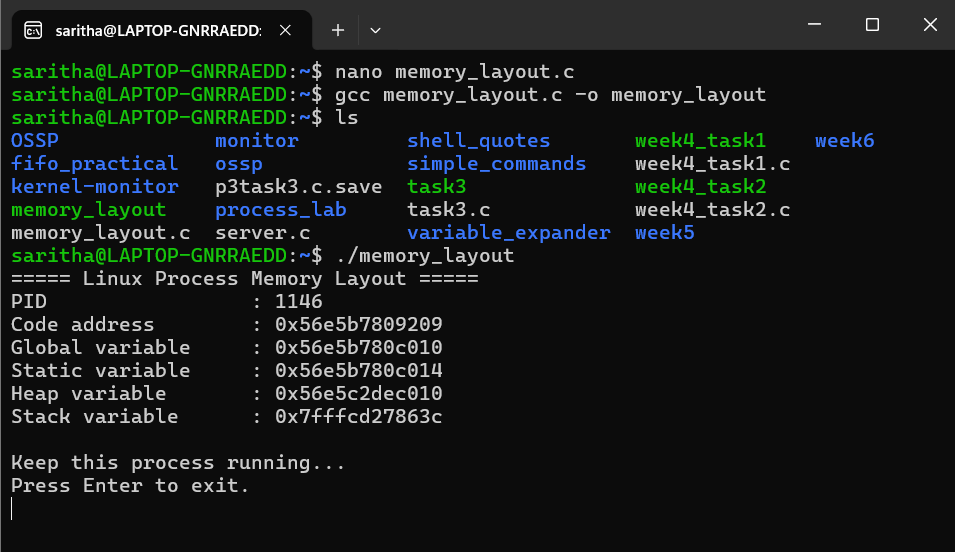 saritha@LAPTOP-GNRRAEDD:
saritha@LAPTOP-GNRRAEDD:~$ nano memory_layout.c
saritha@LAPTOP-GNRRAEDD:~$ gcc memory_layout.c -o memory_layout
saritha@LAPTOP-GNRRAEDD:~$ ls
OSSP             monitor         shell_quotes       week4_task1    week6
fifo_practical   ossp            simple_commands    week4_task1.c
kernel-monitor   p3task3.c.save  task3              week4_task2
memory_layout    process_lab     task3.c            week4_task2.c
memory_layout.c  server.c        variable_expander  week5
saritha@LAPTOP-GNRRAEDD:~$ ./memory_layout
===== Linux Process Memory Layout =====
PID                 : 1146
Code address        : 0x56e5b7809209
Global variable     : 0x56e5b780c010
Static variable     : 0x56e5b780c014
Heap variable       : 0x56e5c2dec010
Stack variable      : 0x7fffcd27863c
Keep this process running...
Press Enter to exit.